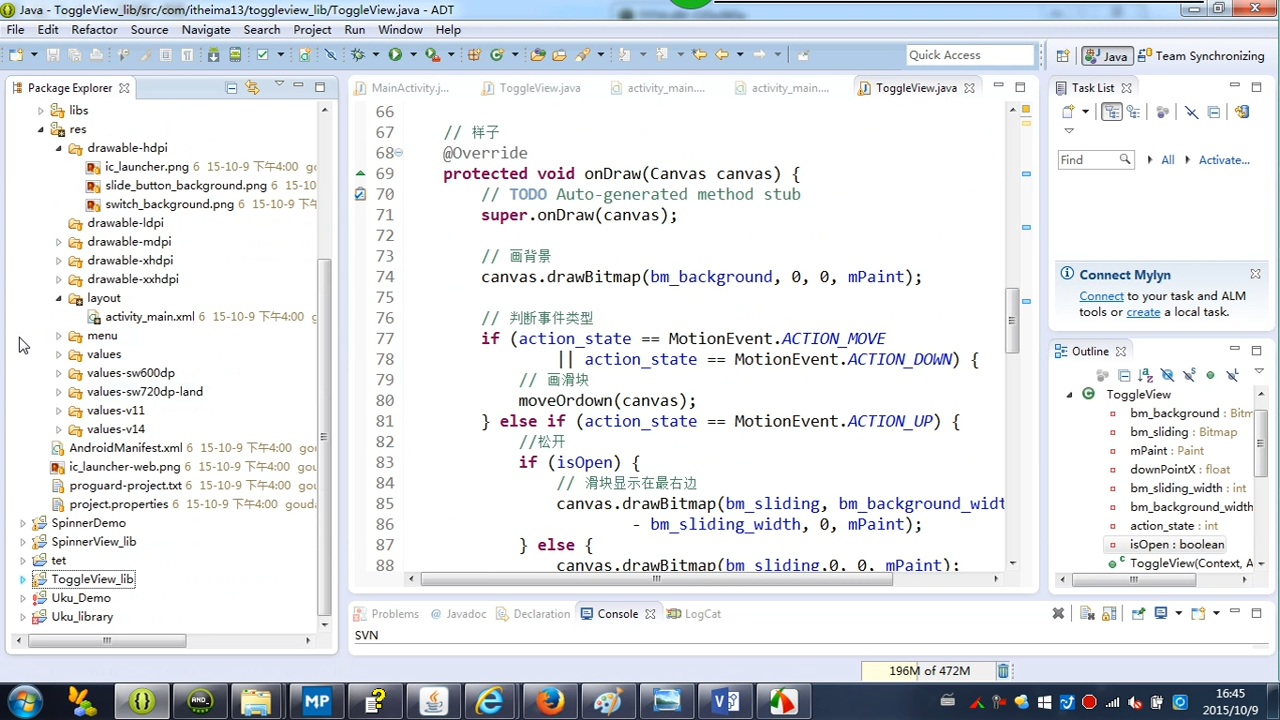 Java - ToggleView_lib/src/com/itheima13/toggleview_lib/ToggleView.java - ADT
File Edit Refactor Source Navigate Search Project Run Window Help
Quick Access
Java
Team Synchronizing
Package Explorer
libs
res
drawable-hdpi
ic_launcher.png 6 15-10-9 下午4:00 gou
slide_button_background.png 6 15-10
switch_background.png 6 15-10-9 下
drawable-ldpi
drawable-mdpi
drawable-xhdpi
drawable-xxhdpi
layout
activity_main.xml 6 15-10-9 下午4:00 g
menu
values
values-sw600dp
values-sw720dp-land
values-v11
values-v14
AndroidManifest.xml 6 15-10-9 下午4:00
ic_launcher-web.png 6 15-10-9 下午4:00
proguard-project.txt 6 15-10-9 下午4:00
project.properties 6 15-10-9 下午4:00 gouda
SpinnerDemo
SpinnerView_lib
tet
ToggleView_lib
Uku_Demo
Uku_library
MainActivity.j... ToggleView.java activity_main.... activity_main.... ToggleView.java
66
67 // 样子
68 @Override
69 protected void onDraw(Canvas canvas) {
70 // TODO Auto-generated method stub
71 super.onDraw(canvas);
72
73 // 画背景
74 canvas.drawBitmap(bm_background, 0, 0, mPaint);
75
76 // 判断事件类型
77 if (action_state == MotionEvent.ACTION_MOVE
78 || action_state == MotionEvent.ACTION_DOWN) {
79 // 画滑块
80 moveOrdown(canvas);
81 } else if (action_state == MotionEvent.ACTION_UP) {
82 //松开
83 if (isOpen) {
84 // 滑块显示在最右边
85 canvas.drawBitmap(bm_sliding, bm_background_widt
86 - bm_sliding_width, 0, mPaint);
87 } else {
88 canvas.drawBitmap(bm_sliding,0, 0, mPaint);
Problems Javadoc Declaration Console LogCat
SVN
Task List
Find All Activate...
Connect Mylyn
Connect to your task and ALM
tools or create a local task.
Outline
ToggleView
bm_background : Bitm
bm_sliding : Bitmap
mPaint : Paint
downPointX : float
bm_sliding_width : int
bm_background_width
action_state : int
isOpen : boolean
ToggleView(Context, A
196M of 472M
AND_
MP
16:45
2015/10/9